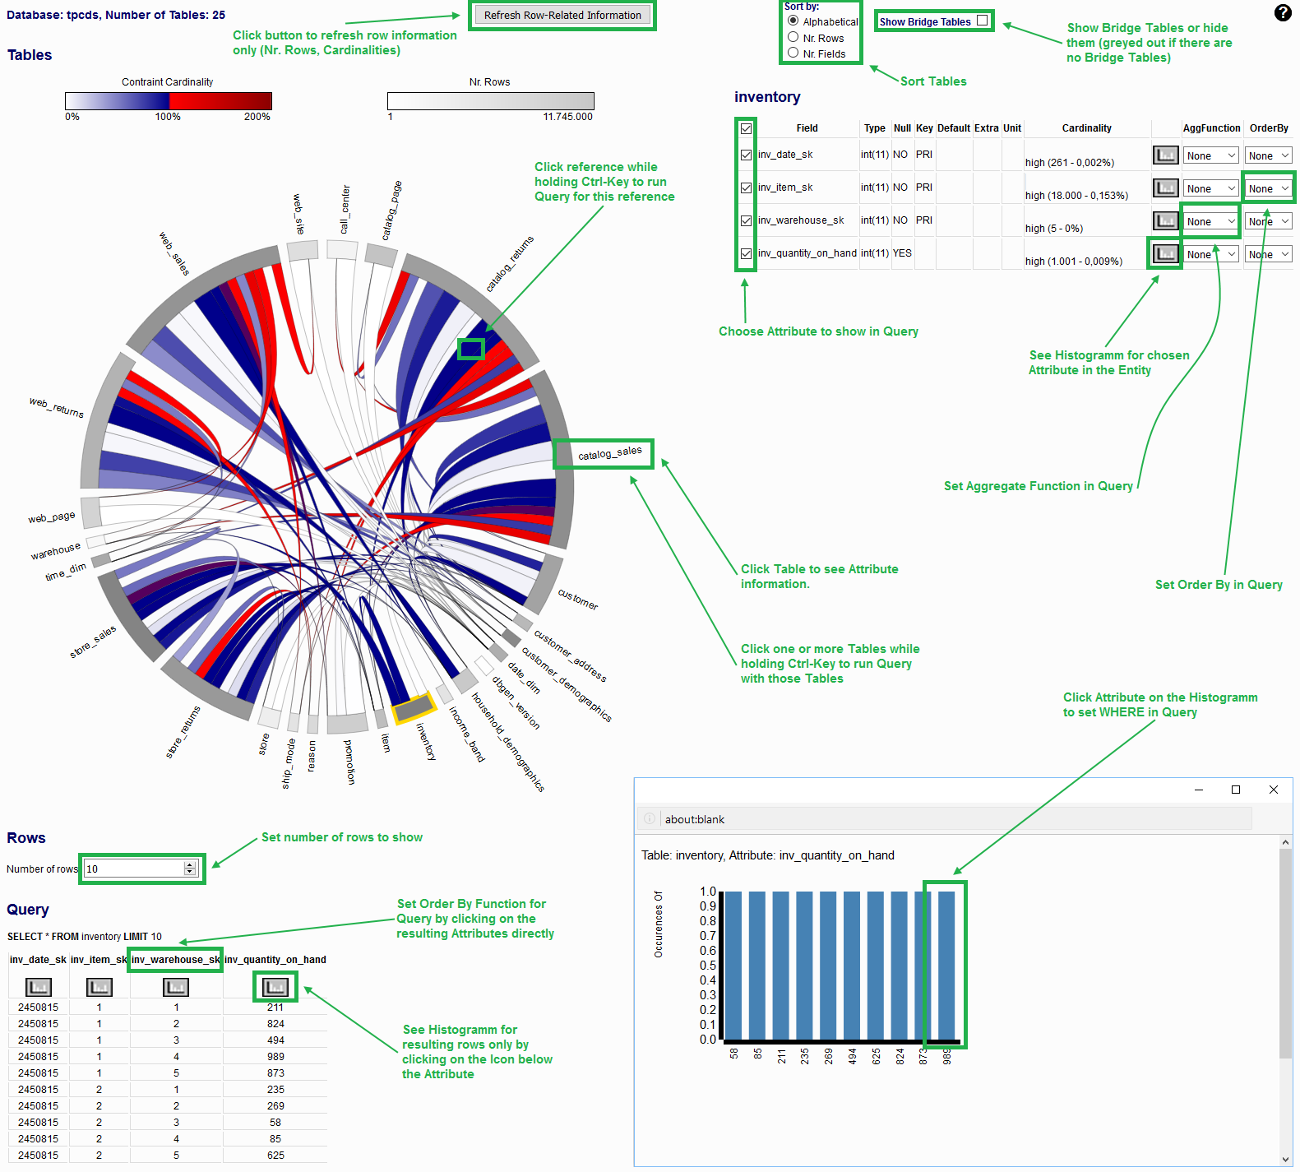 Database: tpcds, Number of Tables: 25
Refresh Row-Related Information
Click button to refresh row information
only (Nr. Rows, Cardinalities)
Sort by:
Alphabetical
Nr. Rows
Nr. Fields
Sort Tables
Show Bridge Tables
Show Bridge Tables or hide
them (greyed out if there are
no Bridge Tables)
?
Tables
Contraint Cardinality
0% 100% 200%
Nr. Rows
1 11.745.000
Click reference while
holding Ctrl-Key to run
Query for this reference
web_sales
web_site
call_center
catalog_page
catalog_returns
catalog_sales
customer
customer_address
customer_demographics
date_dim
dbgen_version
household_demographics
income_band
inventory
item
promotion
reason
ship_mode
store
store_returns
store_sales
time_dim
warehouse
web_page
web_returns
inventory
Field Type Null Key Default Extra Unit Cardinality AggFunction OrderBy
inv_date_sk int(11) NO PRI high (261 - 0,002%) None None
inv_item_sk int(11) NO PRI high (18.000 - 0,153%) None None
inv_warehouse_sk int(11) NO PRI high (5 - 0%) None None
inv_quantity_on_hand int(11) YES high (1.001 - 0,009%) None None
Choose Attribute to show in Query
See Histogramm for chosen
Attribute in the Entity
Set Aggregate Function in Query
Set Order By in Query
Click Table to see Attribute
information.
Click one or more Tables while
holding Ctrl-Key to run Query
with those Tables
Click Attribute on the Histogramm
to set WHERE in Query
Rows
Number of rows 10
Set number of rows to show
Query
SELECT * FROM inventory LIMIT 10
Set Order By Function for
Query by clicking on the
resulting Attributes directly
inv_date_sk inv_item_sk inv_warehouse_sk inv_quantity_on_hand
2450815 1 1 211
2450815 1 2 824
2450815 1 3 494
2450815 1 4 989
2450815 1 5 873
2450815 2 1 235
2450815 2 2 269
2450815 2 3 58
2450815 2 4 85
2450815 2 5 625
See Histogramm for
resulting rows only by
clicking on the Icon below
the Attribute
about:blank
Table: inventory, Attribute: inv_quantity_on_hand
Occurences Of
1.0
0.9
0.8
0.7
0.6
0.5
0.4
0.3
0.2
0.1
0.0
58 85 211 235 269 494 625 824 873 989